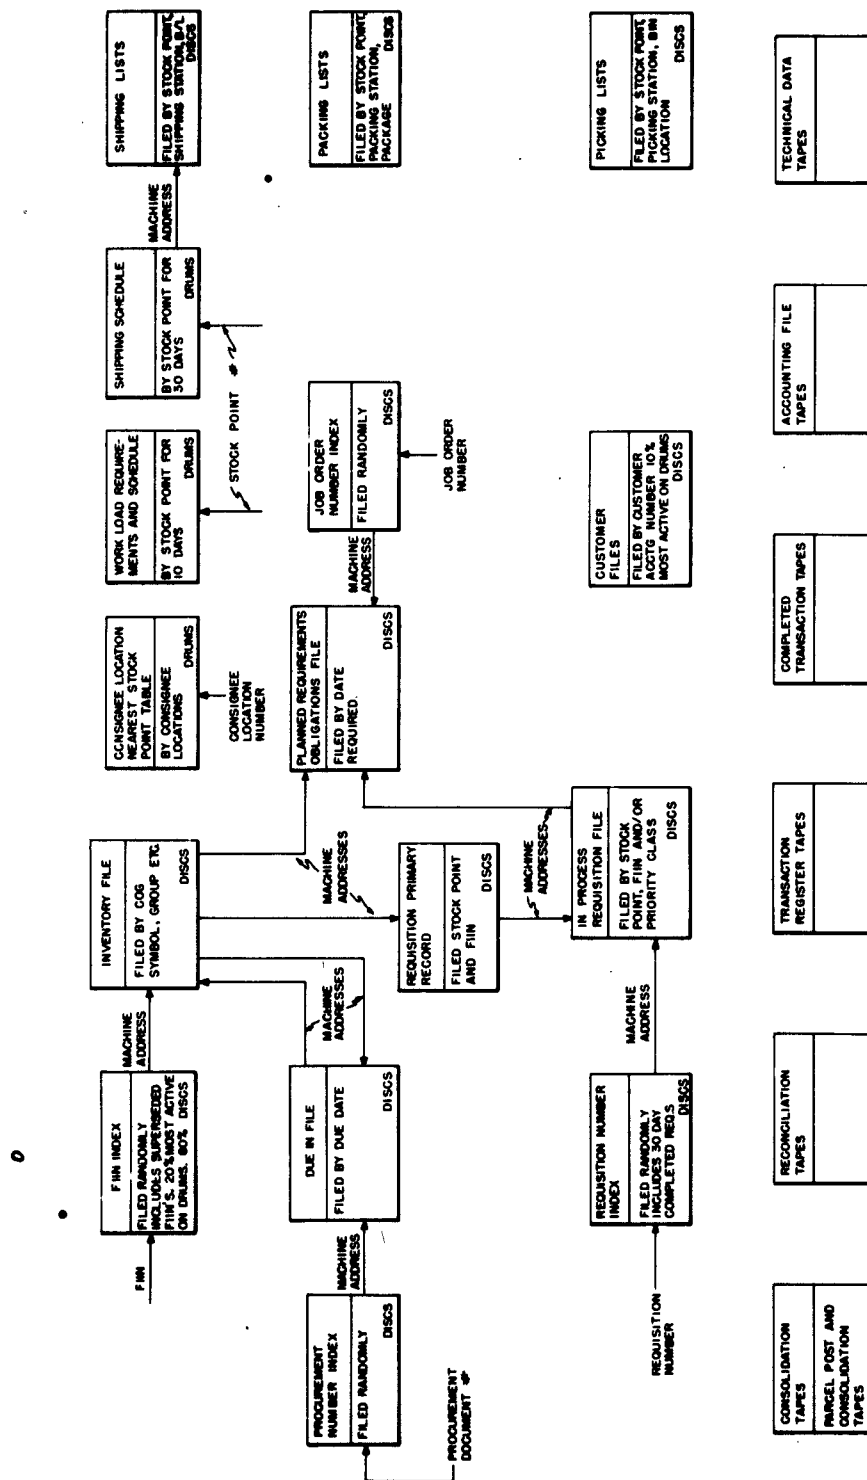 FIIN
FIIN INDEX
FILED RANDOMLY
INCLUDES SUPERSEDED
FIIN'S. 20% MOST ACTIVE
ON DRUMS. 80% DISCS
MACHINE
ADDRESS
INVENTORY FILE
FILED BY COG
SYMBOL, GROUP ETC.
DISCS
CONSIGNEE LOCATION
NEAREST STOCK
POINT TABLE
BY CONSIGNEE
LOCATIONS
DRUMS
CONSIGNEE
LOCATION
NUMBER
WORK LOAD REQUIRE-
MENTS AND SCHEDULE
BY STOCK POINT FOR
10 DAYS
DRUMS
STOCK POINT #
SHIPPING SCHEDULE
BY STOCK POINT FOR
30 DAYS
DRUMS
MACHINE
ADDRESS
SHIPPING LISTS
FILED BY STOCK POINT,
SHIPPING STATION, B/L
DISCS
PROCUREMENT
DOCUMENT #
PROCUREMENT
NUMBER INDEX
FILED RANDOMLY
DISCS
MACHINE
ADDRESS
DUE IN FILE
FILED BY DUE DATE
DISCS
MACHINE
ADDRESSES
MACHINE
ADDRESSES
REQUISITION PRIMARY
RECORD
FILED STOCK POINT
AND FIIN
DISCS
PLANNED REQUIREMENTS
OBLIGATIONS FILE
FILED BY DATE
REQUIRED.
DISCS
MACHINE
ADDRESS
JOB ORDER
NUMBER INDEX
FILED RANDOMLY
DISCS
JOB ORDER
NUMBER
PACKING LISTS
FILED BY STOCK POINT,
PACKING STATION,
PACKAGE
DISCS
REQUISITION
NUMBER
REQUISITION NUMBER
INDEX
FILED RANDOMLY
INCLUDES 30 DAY
COMPLETED REQ.S
DISCS
MACHINE
ADDRESS
MACHINE
ADDRESSES
IN PROCESS
REQUISITION FILE
FILED BY STOCK
POINT, FIIN AND/OR
PRIORITY CLASS
DISCS
CUSTOMER
FILES
FILED BY CUSTOMER
ACCTG NUMBER 10%
MOST ACTIVE ON DRUMS
DISCS
PICKING LISTS
FILED BY STOCK POINT,
PICKING STATION, BIN
LOCATION
DISCS
CONSOLIDATION
TAPES
PARCEL POST AND
CONSOLIDATION
TAPES
RECONCILIATION
TAPES
TRANSACTION
REGISTER TAPES
COMPLETED
TRANSACTION TAPES
ACCOUNTING FILE
TAPES
TECHNICAL DATA
TAPES